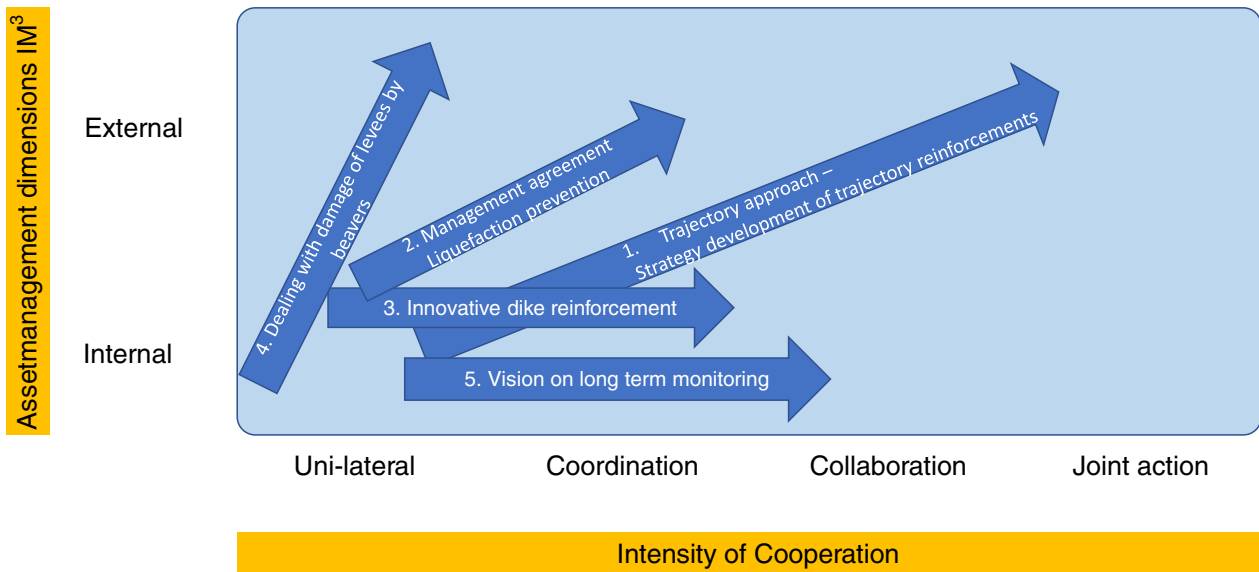 Assetmanagement dimensions IM³
External
Internal
4. Dealing with damage of levees by
beavers
2. Management agreement
Liquefaction prevention
1. Trajectory approach –
Strategy development of trajectory reinforcements
3. Innovative dike reinforcement
5. Vision on long term monitoring
Uni-lateral
Coordination
Collaboration
Joint action
Intensity of Cooperation